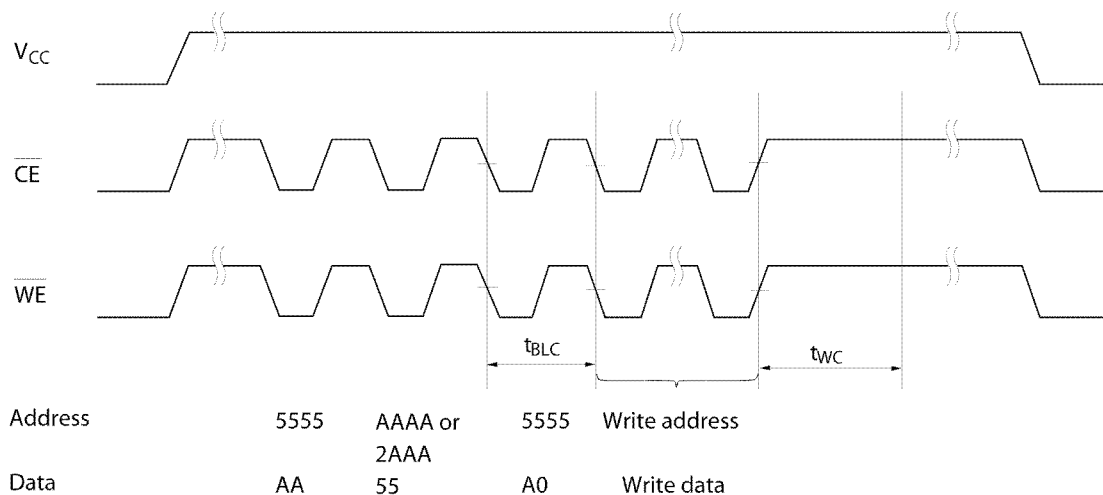 VCC
CE
WE
tBLC
tWC
Address 5555 AAAA or 5555 Write address
2AAA
Data AA 55 A0 Write data